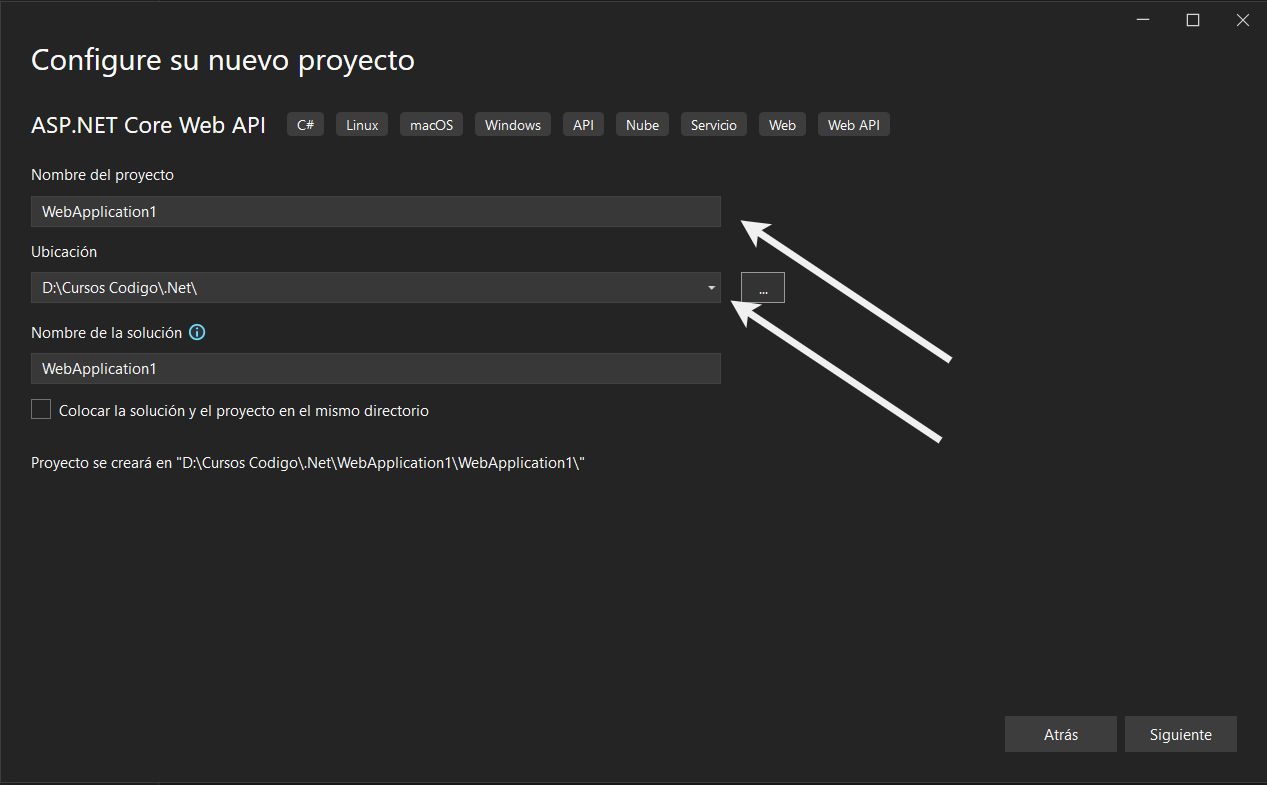 Configure su nuevo proyecto
ASP.NET Core Web API C# Linux macOS Windows API Nube Servicio Web Web API
Nombre del proyecto
WebApplication1
Ubicación
D:\Cursos Codigo\.Net\
...
Nombre de la solución
WebApplication1
Colocar la solución y el proyecto en el mismo directorio
Proyecto se creará en "D:\Cursos Codigo\.Net\WebApplication1\WebApplication1\"
Atrás Siguiente